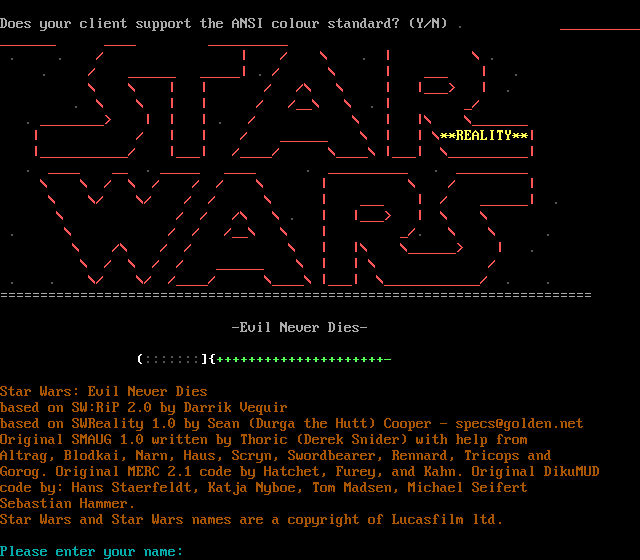 Does your client support the ANSI colour standard? (Y/N) .
STAR
**REALITY**
WARS
-Evil Never Dies-
(:::::::]{+++++++++++++++++++++-
Star Wars: Evil Never Dies
based on SW:RiP 2.0 by Darrik Vequir
based on SWReality 1.0 by Sean (Durga the Hutt) Cooper - specs@golden.net
Original SMAUG 1.0 written by Thoric (Derek Snider) with help from
Altrag, Blodkai, Narn, Haus, Scryn, Swordbearer, Rennard, Tricops and
Gorog. Original MERC 2.1 code by Hatchet, Furey, and Kahn. Original DikuMUD
code by: Hans Staerfeldt, Katja Nyboe, Tom Madsen, Michael Seifert
Sebastian Hammer.
Star Wars and Star Wars names are a copyright of Lucasfilm ltd.
Please enter your name: